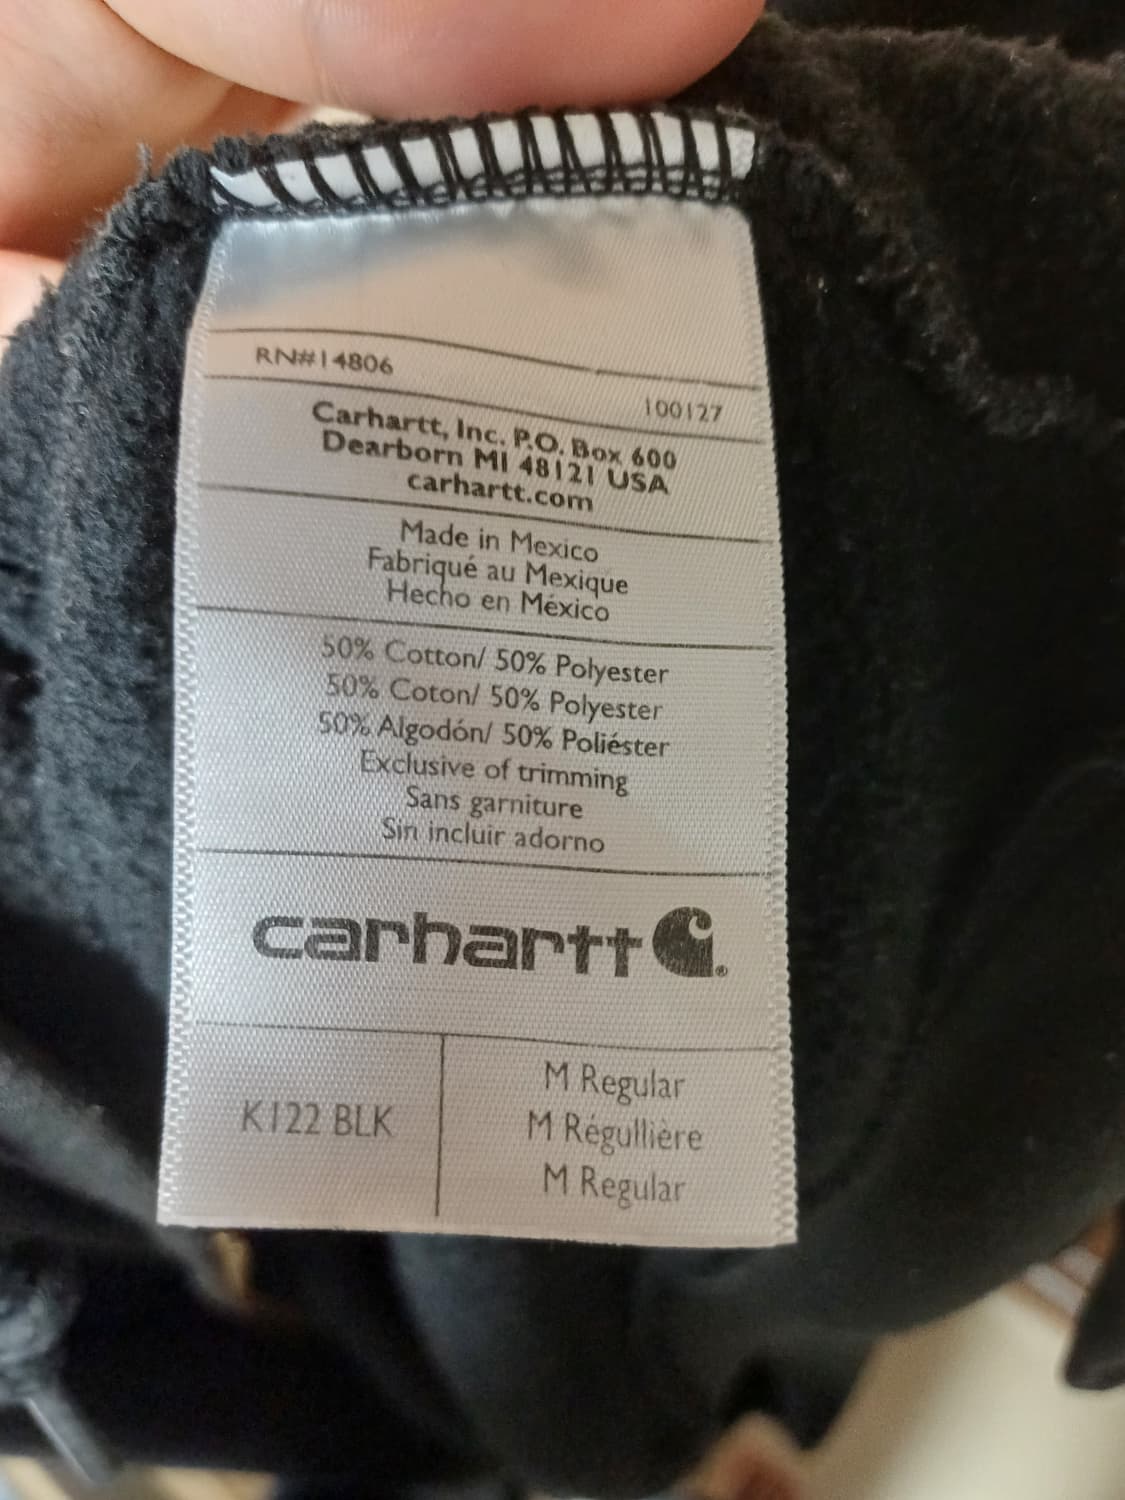 RN#14806
100127
Carhartt, Inc. P.O. Box 600
Dearborn MI 48121 USA
carhartt.com
Made in Mexico
Fabriqué au Mexique
Hecho en México
50% Cotton/ 50% Polyester
50% Coton/ 50% Polyester
50% Algodón/ 50% Poliéster
Exclusive of trimming
Sans garniture
Sin incluir adorno
carhartt
K122 BLK
M Regular
M Régullière
M Regular